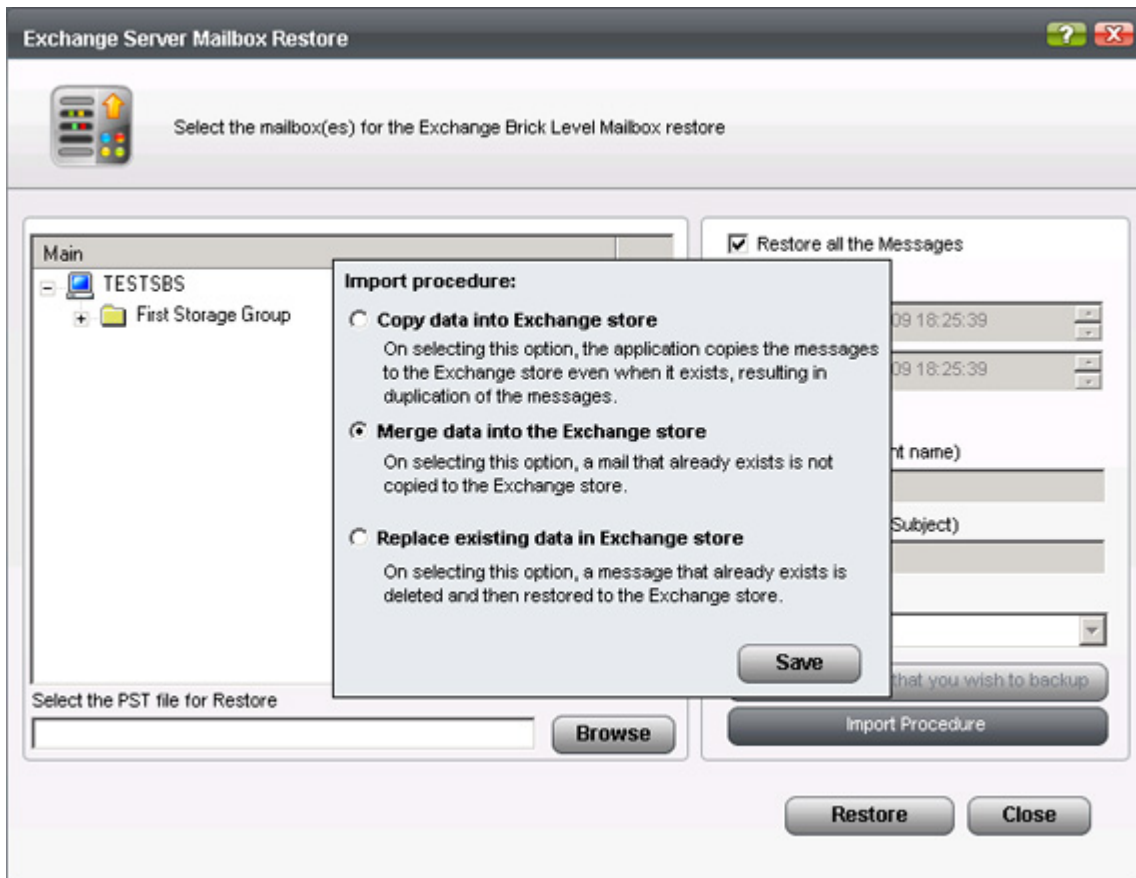 Exchange Server Mailbox Restore
Select the mailbox(es) for the Exchange Brick Level Mailbox restore
Main
TESTSBS
First Storage Group
Restore all the Messages
09 18:25:39
09 18:25:39
nt name)
Subject)
that you wish to backup
Import Procedure
Import procedure:
Copy data into Exchange store
On selecting this option, the application copies the messages
to the Exchange store even when it exists, resulting in
duplication of the messages.
Merge data into the Exchange store
On selecting this option, a mail that already exists is not
copied to the Exchange store.
Replace existing data in Exchange store
On selecting this option, a message that already exists is
deleted and then restored to the Exchange store.
Save
Select the PST file for Restore
Browse
Restore
Close